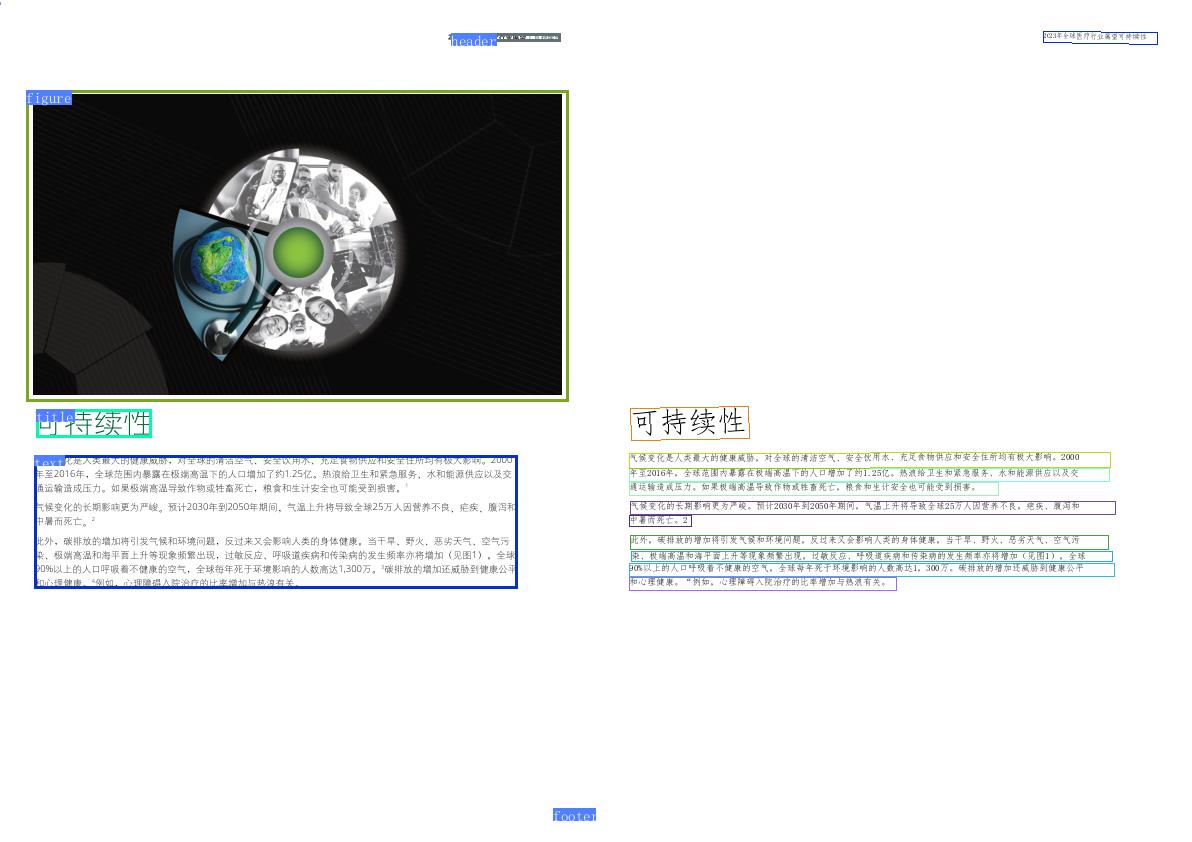 header
figure
title
可持续性
text
化是人类最大的健康威胁，对全球的清洁空气、安全饮用水、充足食物供应和安全住所均有极大影响。2000
年至2016年，全球范围内暴露在极端高温下的人口增加了约1.25亿。热浪给卫生和紧急服务、水和能源供应以及交
通运输造成压力。如果极端高温导致作物或牲畜死亡，粮食和生计安全也可能受到损害。1
气候变化的长期影响更为严峻。预计2030年到2050年期间，气温上升将导致全球25万人因营养不良、疟疾、腹泻和
中暑而死亡。2
此外，碳排放的增加将引发气候和环境问题，反过来又会影响人类的身体健康。当干旱、野火、恶劣天气、空气污
染、极端高温和海平面上升等现象频繁出现，过敏反应、呼吸道疾病和传染病的发生频率亦将增加（见图1）。全球
90%以上的人口呼吸着不健康的空气，全球每年死于环境影响的人数高达1,300万。3碳排放的增加还威胁到健康公平
和心理健康。4例如，心理障碍入院治疗的比率增加与热浪有关。
footer
2023年全球医疗行业展望可持续性
可持续性
气候变化是人类最大的健康威胁。对全球的清洁空气、安全饮用水、充足食物供应和安全住所均有极大影响。2000
年至2016年。全球范围内暴露在极端高温下的人口增加了约1.25亿。热浪给卫生和紧急服务、水和能源供应以及交
通运输造成压力。如果极端高温导致作物或牲畜死亡。粮食和生计安全也可能受到损害。
气候变化的长期影响更为严峻。预计2030年到2050年期间。气温上升将导致全球25万人因营养不良。疟疾、腹泻和
中暑而死亡。2
此外。碳排放的增加将引发气候和环境问题。反过来又会影响人类的身体健康。当干旱、野火、恶劣天气、空气污
染、极端高温和海平面上升等现象频繁出现。过敏反应、呼吸道疾病和传染病的发生频率亦将增加（见图1）。全球
90%以上的人口呼吸着不健康的空气。全球每年死于环境影响的人数高达1，300万。碳排放的增加还威胁到健康公平
和心理健康。“例如。心理障碍入院治疗的比率增加与热浪有关。